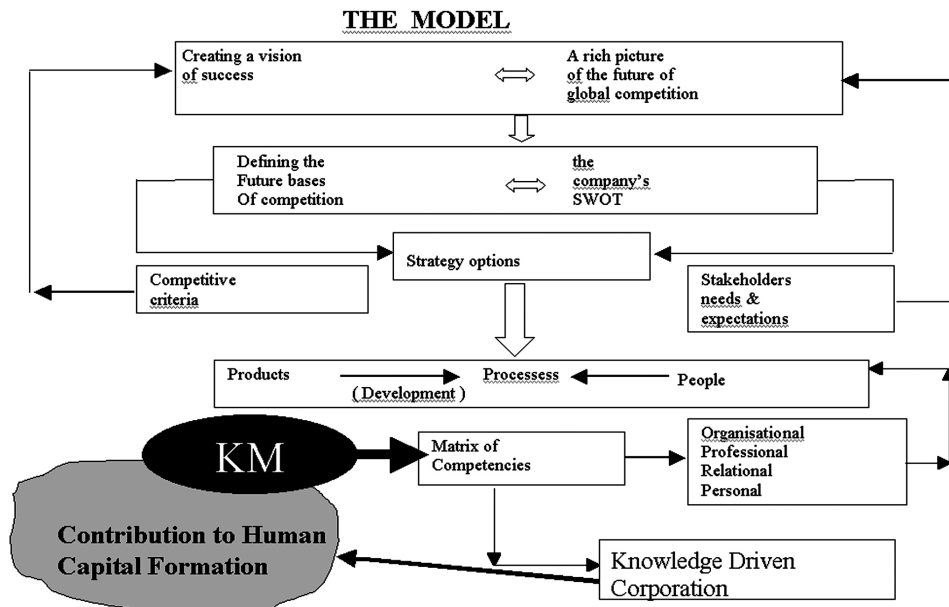 THE MODEL
Creating a vision
of success
A rich picture
of the future of
global competition
Defining the
Future bases
Of competition
the
company's
SWOT
Strategy options
Competitive
criteria
Stakeholders
needs &
expectations
Products
( Development )
Processess
People
KM
Matrix of
Competencies
Organisational
Professional
Relational
Personal
Contribution to Human
Capital Formation
Knowledge Driven
Corporation